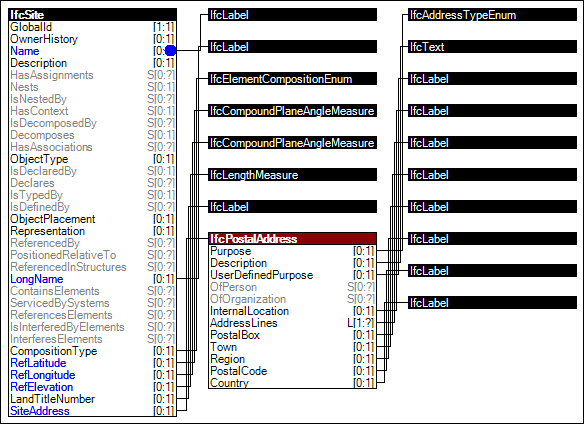 IfcSite
GlobalId [1:1]
OwnerHistory [0:1]
Name [0:
Description [0:1]
HasAssignments S[0:?]
Nests S[0:1]
IsNestedBy S[0:?]
HasContext S[0:1]
IsDecomposedBy S[0:?]
Decomposes S[0:1]
HasAssociations S[0:?]
ObjectType [0:1]
IsDeclaredBy S[0:1]
Declares S[0:?]
IsTypedBy S[0:1]
IsDefinedBy S[0:?]
ObjectPlacement [0:1]
Representation [0:1]
ReferencedBy S[0:?]
PositionedRelativeTo S[0:?]
ReferencedInStructures S[0:?]
LongName [0:1]
ContainsElements S[0:?]
ServicedBySystems S[0:?]
ReferencesElements S[0:?]
IsInterferedByElements S[0:?]
InterferesElements S[0:?]
CompositionType [0:1]
RefLatitude [0:1]
RefLongitude [0:1]
RefElevation [0:1]
LandTitleNumber [0:1]
SiteAddress [0:1]
IfcLabel
IfcLabel
IfcElementCompositionEnum
IfcCompoundPlaneAngleMeasure
IfcCompoundPlaneAngleMeasure
IfcLengthMeasure
IfcLabel
IfcPostalAddress
Purpose [0:1]
Description [0:1]
UserDefinedPurpose [0:1]
OfPerson S[0:?]
OfOrganization S[0:?]
InternalLocation [0:1]
AddressLines L[1:?]
PostalBox [0:1]
Town [0:1]
Region [0:1]
PostalCode [0:1]
Country [0:1]
IfcAddressTypeEnum
IfcText
IfcLabel
IfcLabel
IfcLabel
IfcLabel
IfcLabel
IfcLabel
IfcLabel
IfcLabel